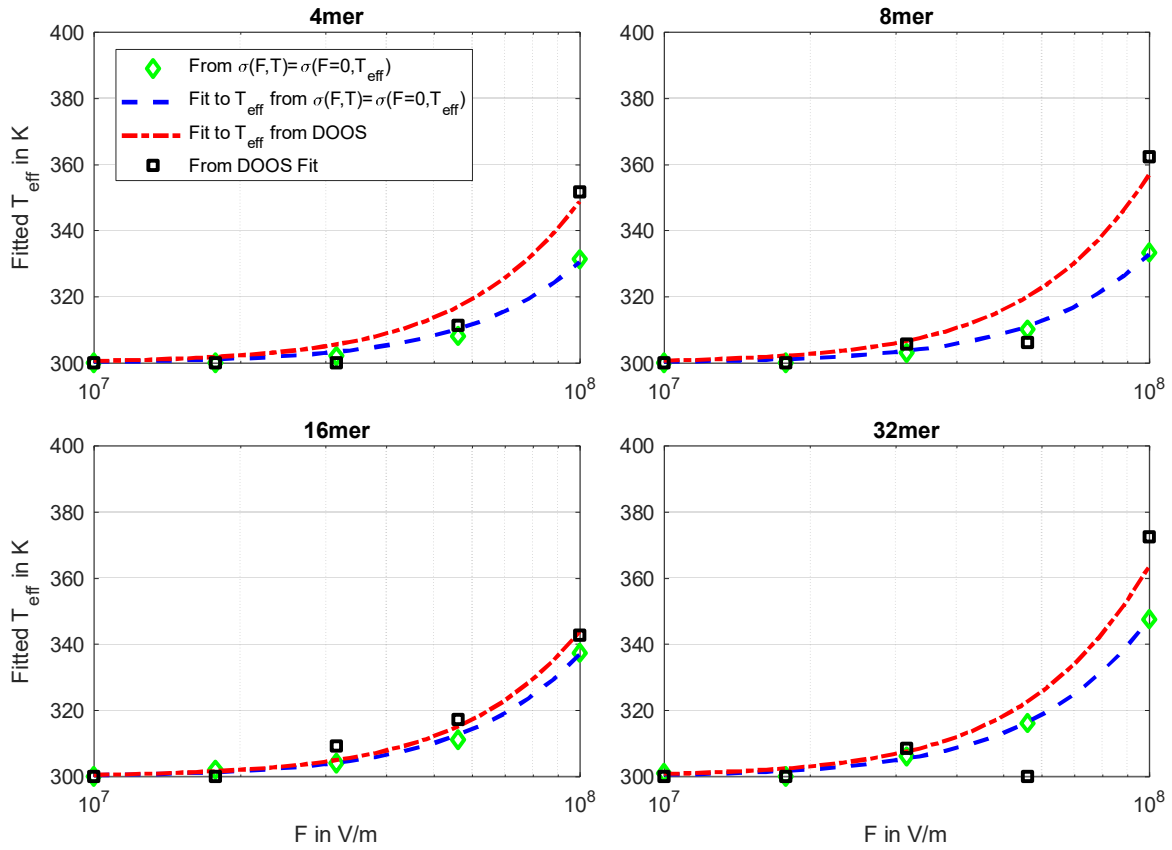 4mer
400
380
360
340
320
300
Fitted T_eff in K
From σ(F,T)=σ(F=0,T_eff)
Fit to T_eff from σ(F,T)=σ(F=0,T_eff)
Fit to T_eff from DOOS
From DOOS Fit
10^7
10^8
8mer
400
380
360
340
320
300
10^7
10^8
16mer
400
380
360
340
320
300
Fitted T_eff in K
10^7
10^8
F in V/m
32mer
400
380
360
340
320
300
10^7
10^8
F in V/m